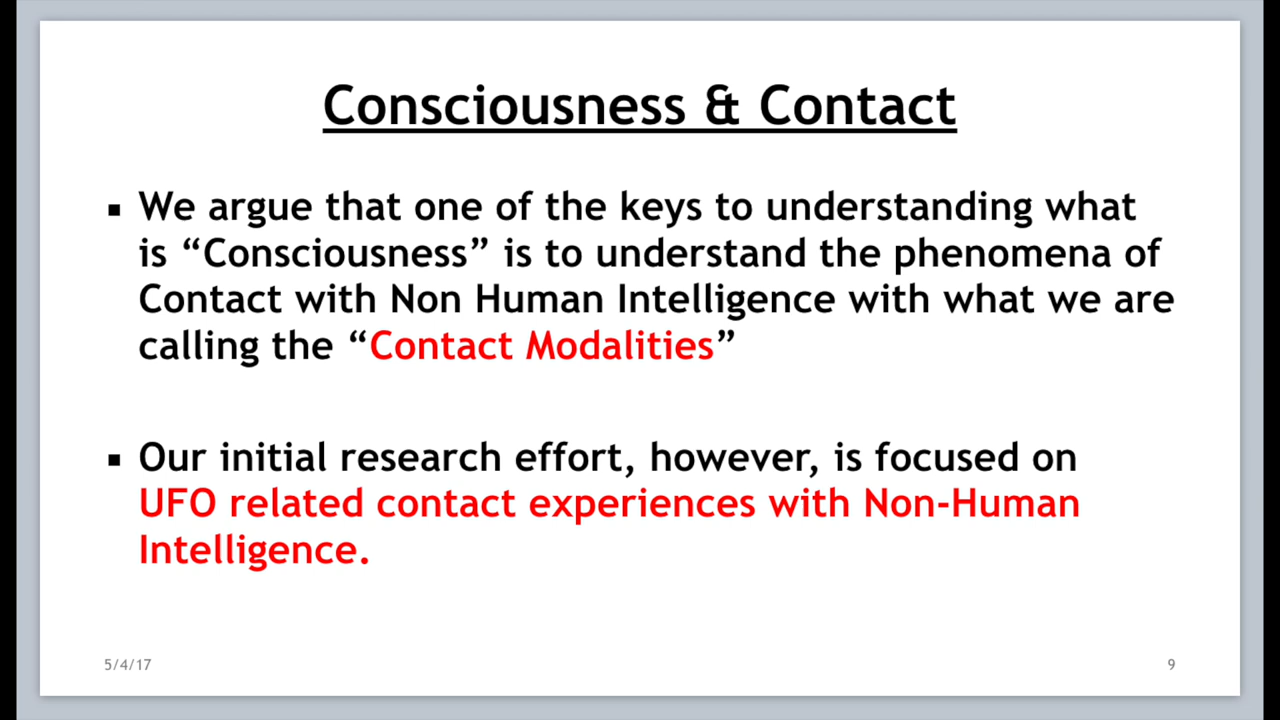 Consciousness & Contact
▪ We argue that one of the keys to understanding what
is “Consciousness” is to understand the phenomena of
Contact with Non Human Intelligence with what we are
calling the “Contact Modalities”
▪ Our initial research effort, however, is focused on
UFO related contact experiences with Non-Human
Intelligence.
5/4/17
9